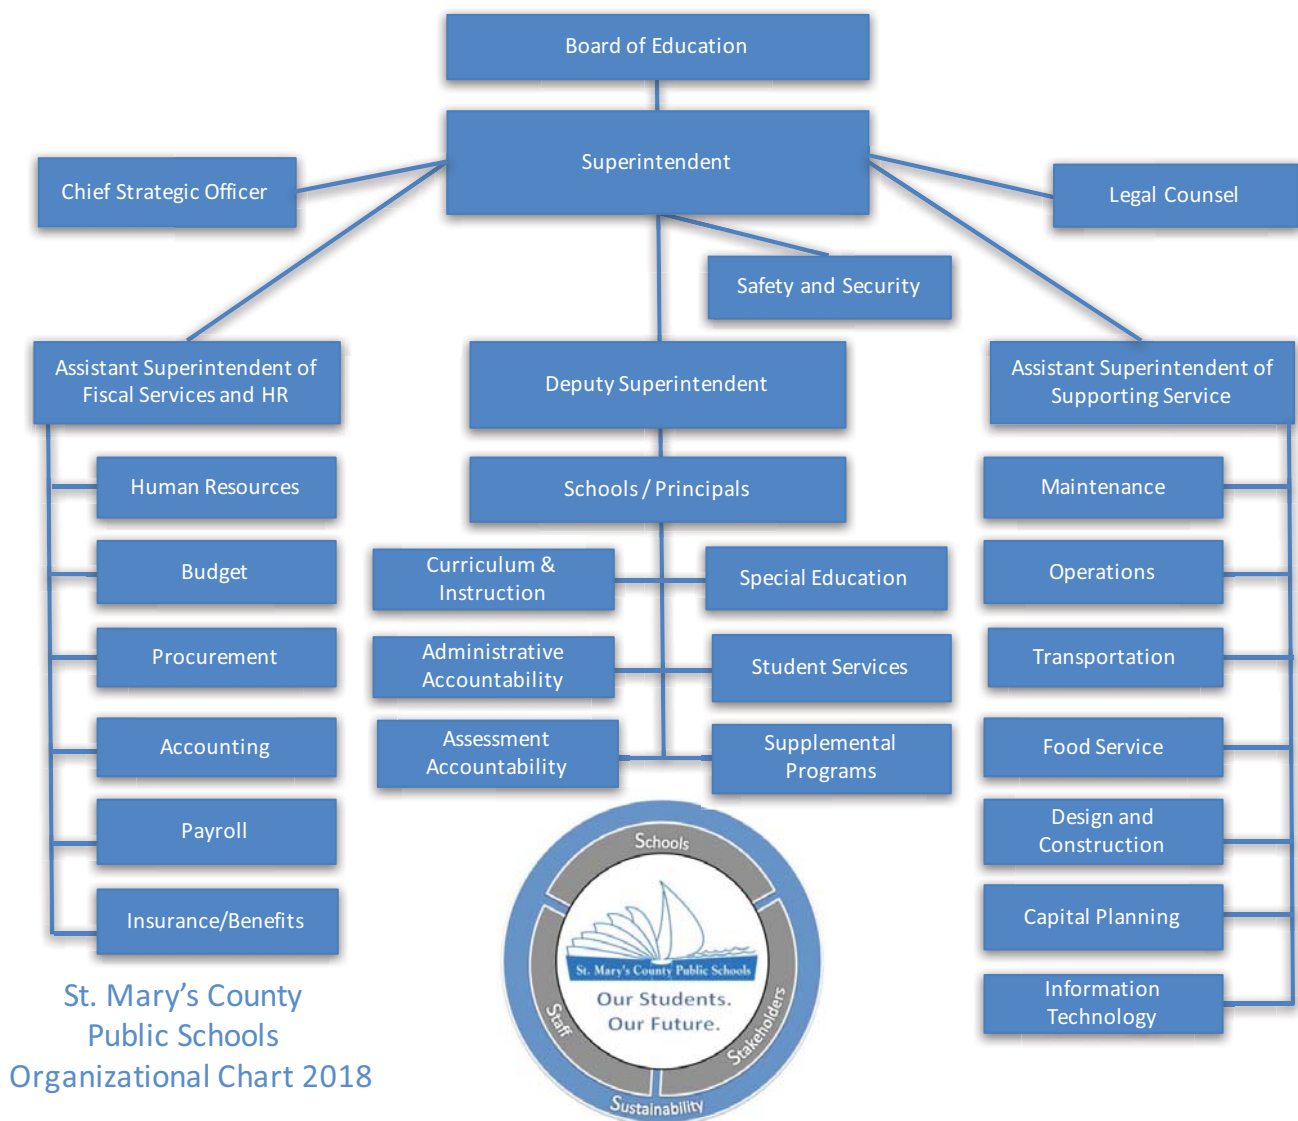 Board of Education
Superintendent
Chief Strategic Officer
Legal Counsel
Safety and Security
Assistant Superintendent of
Fiscal Services and HR
Deputy Superintendent
Assistant Superintendent of
Supporting Service
Human Resources
Schools / Principals
Maintenance
Budget
Curriculum &
Instruction
Special Education
Operations
Procurement
Administrative
Accountability
Student Services
Transportation
Accounting
Assessment
Accountability
Supplemental
Programs
Food Service
Payroll
Design and
Construction
Insurance/Benefits
Capital Planning
Information
Technology
Schools
Staff
Stakeholders
Sustainability
St. Mary's County Public Schools
Our Students.
Our Future.
St. Mary’s County
Public Schools
Organizational Chart 2018